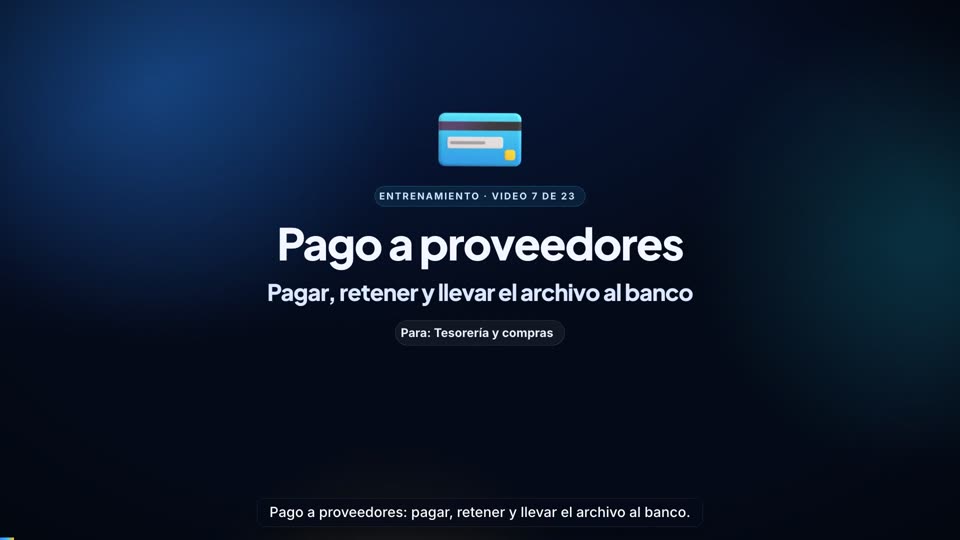 ENTRENAMIENTO · VIDEO 7 DE 23
Pago a proveedores
Pagar, retener y llevar el archivo al banco
Para: Tesorería y compras
Pago a proveedores: pagar, retener y llevar el archivo al banco.